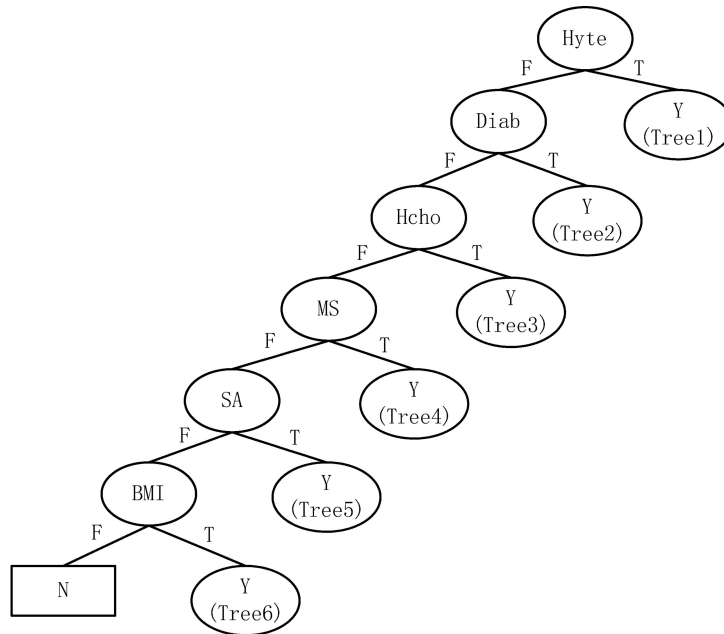 Hyte
F
T
Diab
Y
(Tree1)
F
T
Hcho
Y
(Tree2)
F
T
MS
Y
(Tree3)
F
T
SA
Y
(Tree4)
F
T
BMI
Y
(Tree5)
F
T
N
Y
(Tree6)